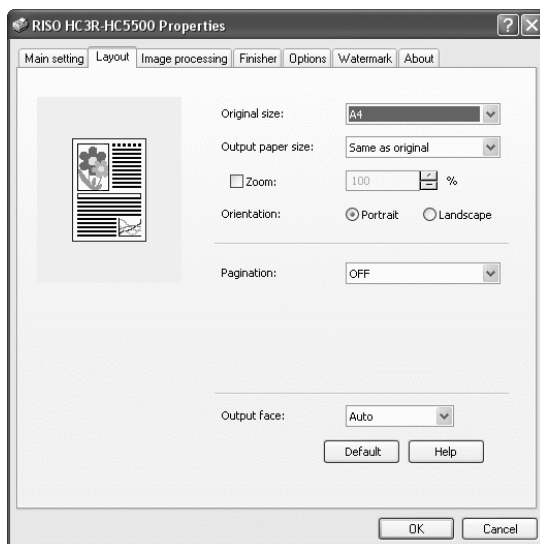 RISO HC3R-HC5500 Properties
Main setting Layout Image processing Finisher Options Watermark About
Original size: A4
Output paper size: Same as original
Zoom: 100 %
Orientation: Portrait Landscape
Pagination: OFF
Output face: Auto
Default Help
OK Cancel